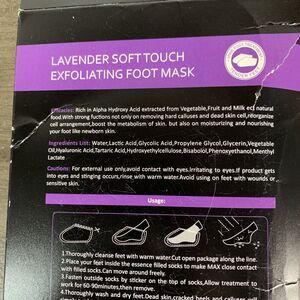 LAVENDER SOFT TOUCH
EXFOLIATING FOOT MASK
Efficacies: Rich in Alpha Hydroxy Acid extracted from Vegetable,Fruit and Milk ect natural
food.With strong fuctions not only on removing hard calluses and dead skin cell,reorganize
cell arrangement,boost the metabolism of skin. but also on moisturizing and nourishing
your foot like newborn skin.
Ingredients List: Water,Lactic Acid,Glycolic Acid,Propylene Glycol,Glycerin,Vegetable
Oil,Hyaluronic Acid,Tartaric Acid,Hydroxyethylcellulose,Bisabolol,Phenoxyethanol,Menthyl
Lactate
Cautions: For external use only,avoid contact with eyes.irritating to eyes.If product gets
into eyes and stinging occurs,rinse with warm water.Avoid using on feet with wounds or
sensitive skin.
Usage:
1.Thoroughly cleanse feet with warm water.Cut open package along the line.
2.Place your feet inside the essence filled socks to make MAX close contact
with filled socks.Can move around freely.
3.Fasten outside socks by sticket on the top of socks,Allow treatment to
work for 60-90minutes,then remove.
4.Thoroughly wash and dry feet.Dead skin,cracked heels and calluses will